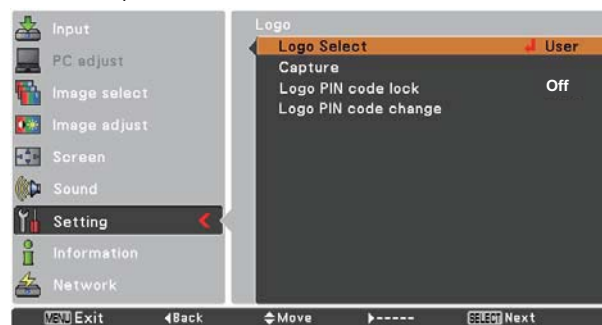 Input
PC adjust
Image select
Image adjust
Screen
Sound
Setting
Information
Network
Logo
Logo Select User
Capture
Logo PIN code lock Off
Logo PIN code change
MENU Exit Back Move ----- SELECT Next